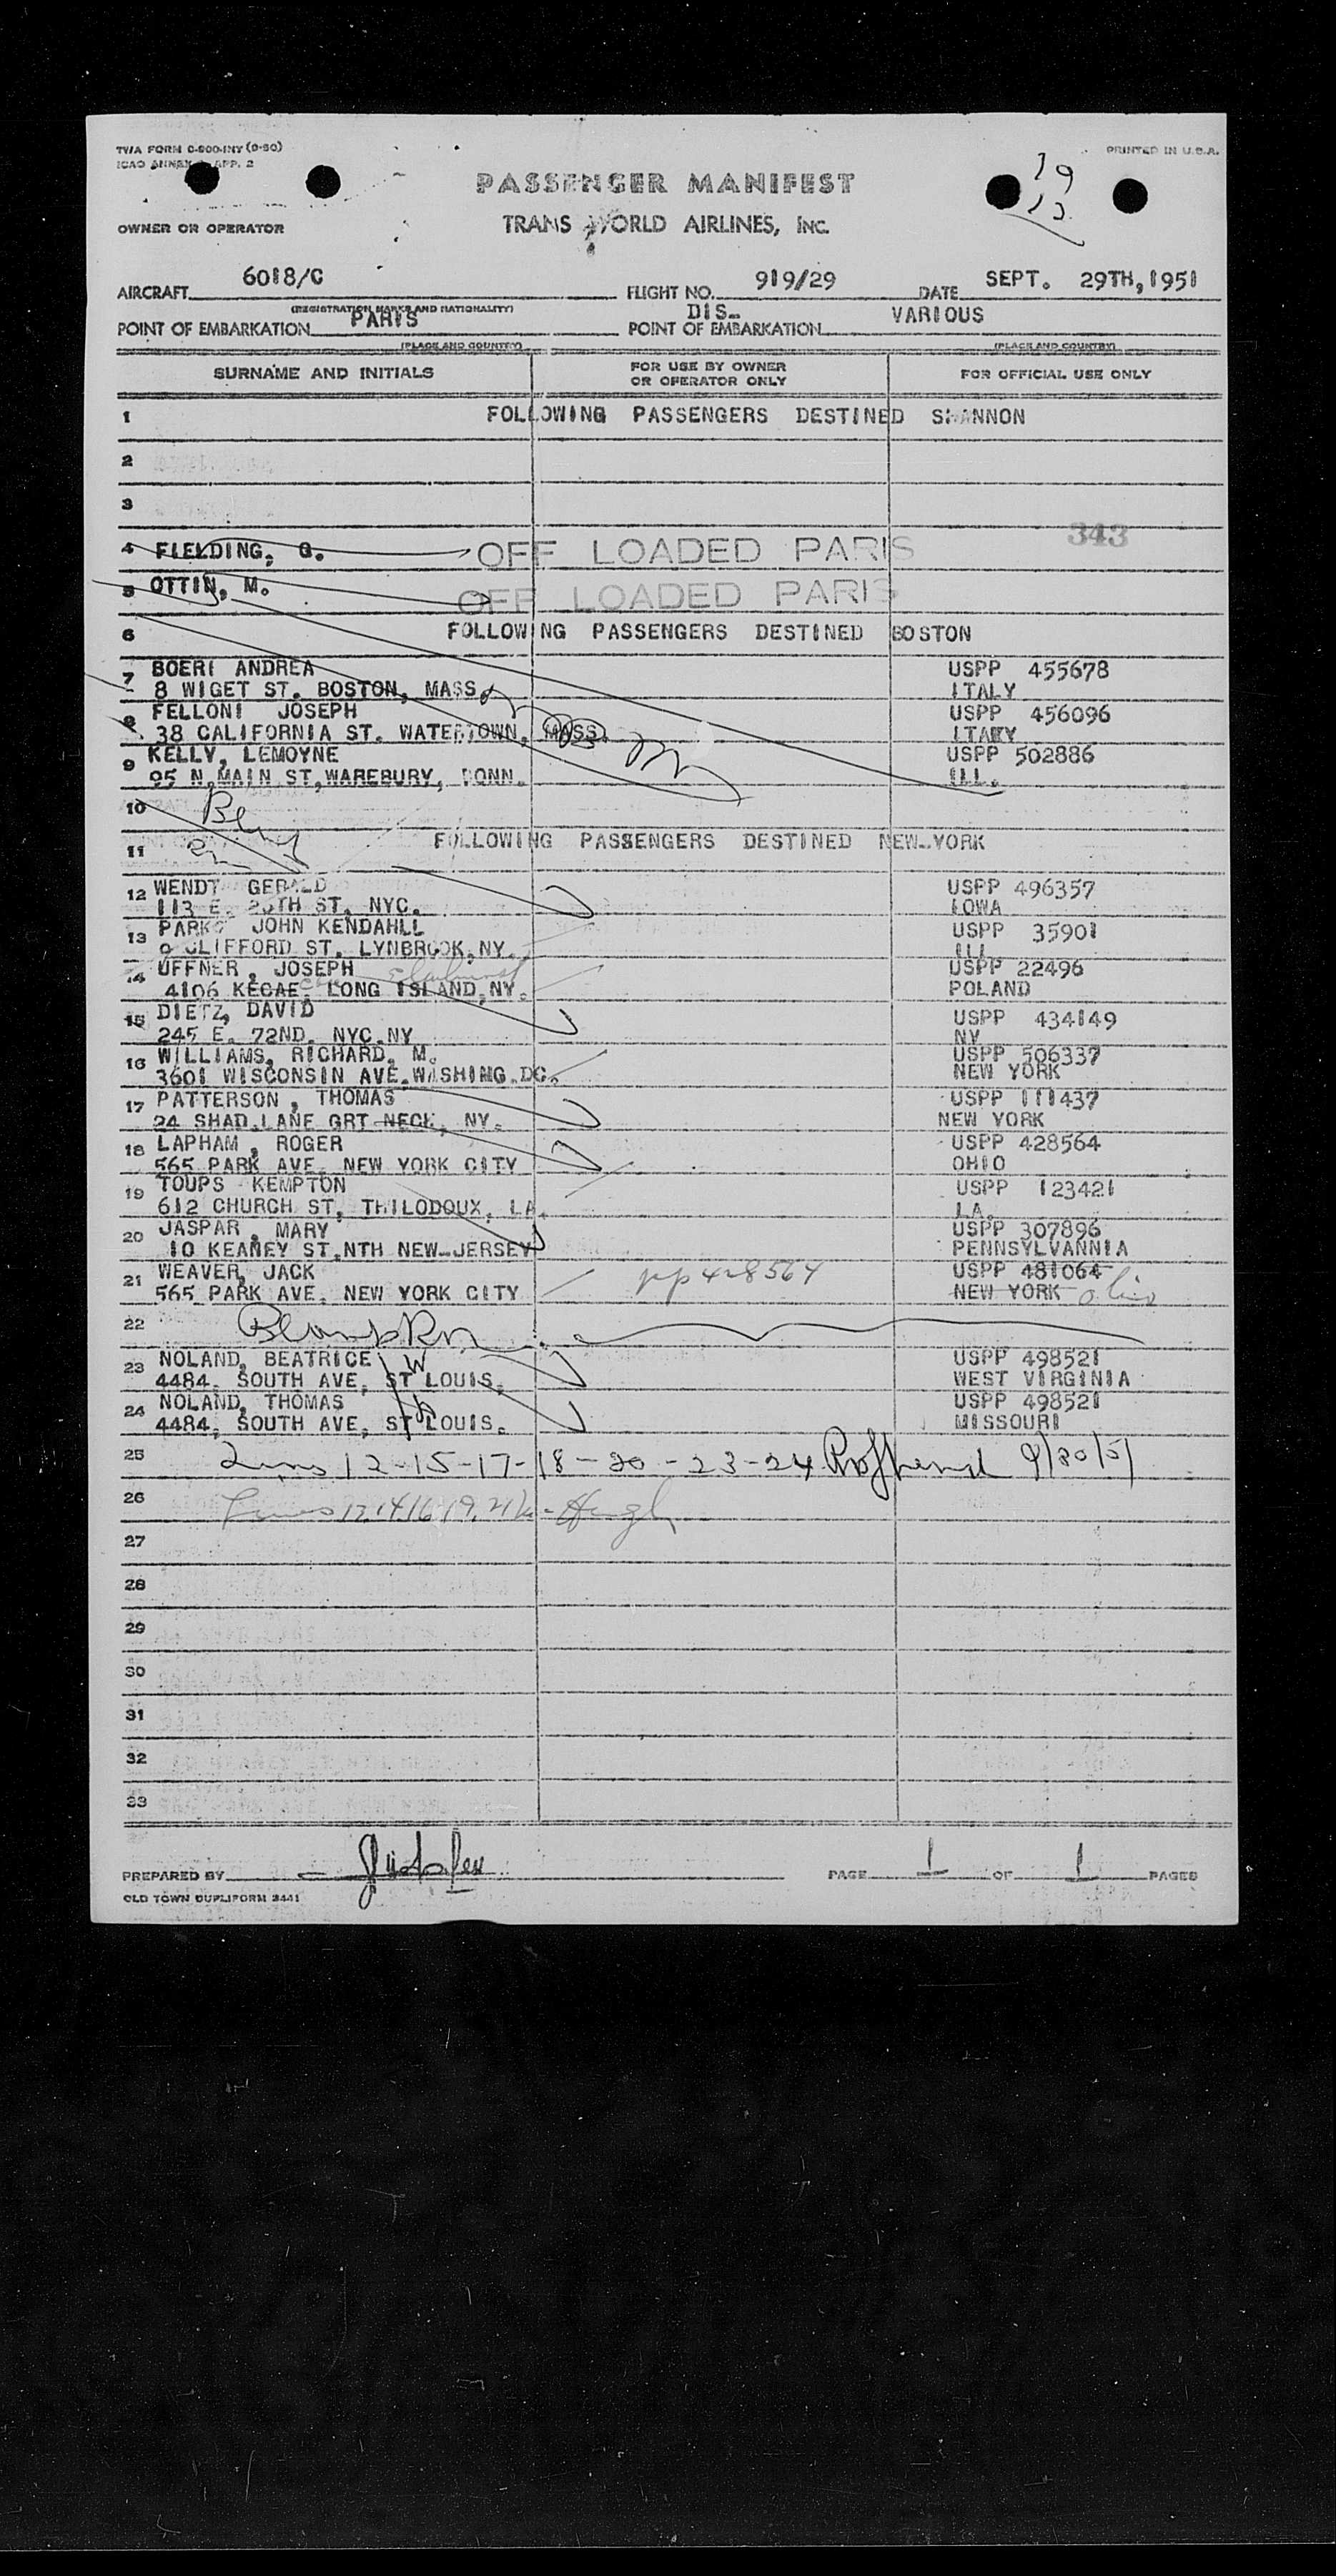 TWA FORM 0-800-INY (9-50)
ICAO ANNEX APP. 2
PRINTED IN U.S.A.
PASSENGER MANIFEST
19
12
OWNER OR OPERATOR
TRANS WORLD AIRLINES, INC.
AIRCRAFT 6018/C FLIGHT NO. 919/29 DATE SEPT. 29TH, 1951
(REGISTRATION MARKS AND NATIONALITY)
POINT OF EMBARKATION PARIS DIS- POINT OF EMBARKATION VARIOUS
(PLACE AND COUNTRY) (PLACE AND COUNTRY)
SURNAME AND INITIALS FOR USE BY OWNER OR OPERATOR ONLY FOR OFFICIAL USE ONLY
1 FOLLOWING PASSENGERS DESTINED SHANNON
2
3
343
4 FIELDING, G. OFF LOADED PARIS
5 OTTIN, M. OFF LOADED PARIS
6 FOLLOWING PASSENGERS DESTINED BOSTON
7 BOERI ANDREA USPP 455678
8 WIGET ST. BOSTON, MASS ITALY
8 FELLONI JOSEPH USPP 456096
38 CALIFORNIA ST. WATERTOWN, MASS. ITALY
9 KELLY, LEMOYNE USPP 502886
95 N.MAIN ST,WAREBURY, CONN. ILL.
10
11 FOLLOWING PASSENGERS DESTINED NEW-YORK
12 WENDT GERALD USPP 496357
113 E. 20TH ST. NYC. IOWA
13 PARKS JOHN KENDAHLL USPP 35901
9 CLIFFORD ST. LYNBROOK,NY. ILL
14 UFFNER, JOSEPH USPP 22496
4106 KECAE LONG ISLAND,NY. POLAND
15 DIETZ, DAVID USPP 434149
245 E. 72ND. NYC.NY NY
16 WILLIAMS, RICHARD. M. USPP 506337
3601 WISCONSIN AVE.WASHING.DC. NEW YORK
17 PATTERSON, THOMAS USPP 111437
24 SHAD.LANE GRT NECK, NY. NEW YORK
18 LAPHAM, ROGER USPP 428564
565 PARK AVE. NEW YORK CITY OHIO
19 TOUPS KEMPTON USPP 123421
612 CHURCH ST, THILODOUX, LA. LA.
20 JASPAR, MARY USPP 307896
10 KEANEY ST.NTH NEW-JERSEY PENNSYLVANNIA
21 WEAVER, JACK pp 428564 USPP 481064
565 PARK AVE. NEW YORK CITY NEW YORK Ohio
22
23 NOLAND, BEATRICE USPP 498521
4484. SOUTH AVE, ST LOUIS. WEST VIRGINIA
24 NOLAND, THOMAS USPP 498521
4484, SOUTH AVE, ST LOUIS. MISSOURI
25 Lines 12-15-17-18-20-23-24 9/30/51
26 Lines
27
28
29
30
31
32
33
PREPARED BY PAGE 1 OF 1 PAGES
OLD TOWN DUPLIFORM 3441